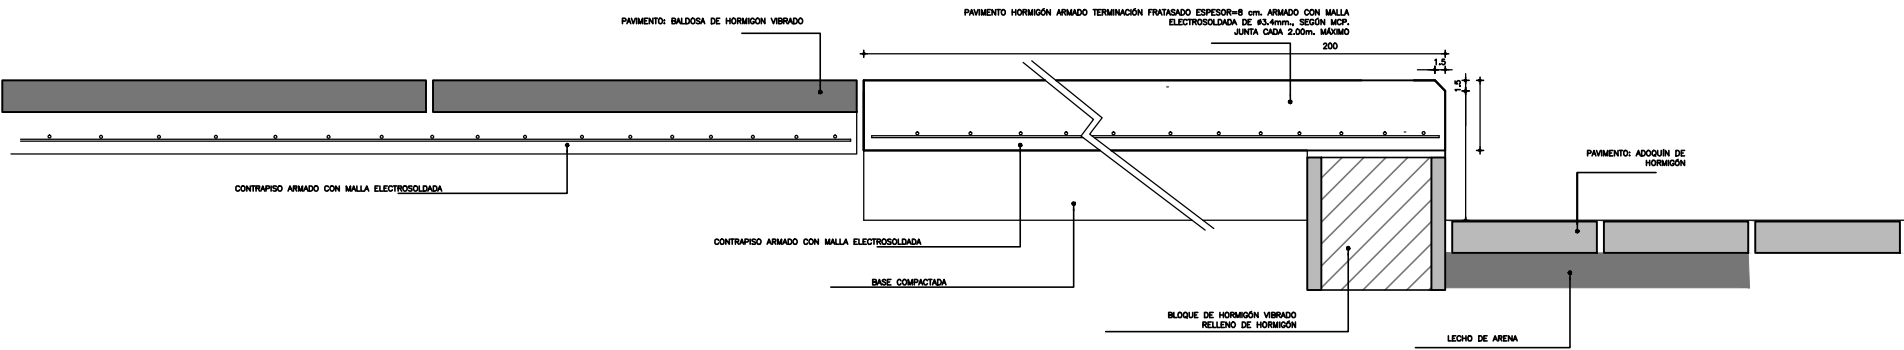 PAVIMENTO: BALDOSA DE HORMIGON VIBRADO
PAVIMENTO HORMIGÓN ARMADO TERMINACIÓN FRATASADO ESPESOR=8 cm. ARMADO CON MALLA
ELECTROSOLDADA DE ø3.4mm., SEGÚN MCP.
JUNTA CADA 2.00m. MÁXIMO
200
1.5
1.5
PAVIMENTO: ADOQUÍN DE
HORMIGÓN
CONTRAPISO ARMADO CON MALLA ELECTROSOLDADA
CONTRAPISO ARMADO CON MALLA ELECTROSOLDADA
BASE COMPACTADA
BLOQUE DE HORMIGÓN VIBRADO
RELLENO DE HORMIGÓN
LECHO DE ARENA